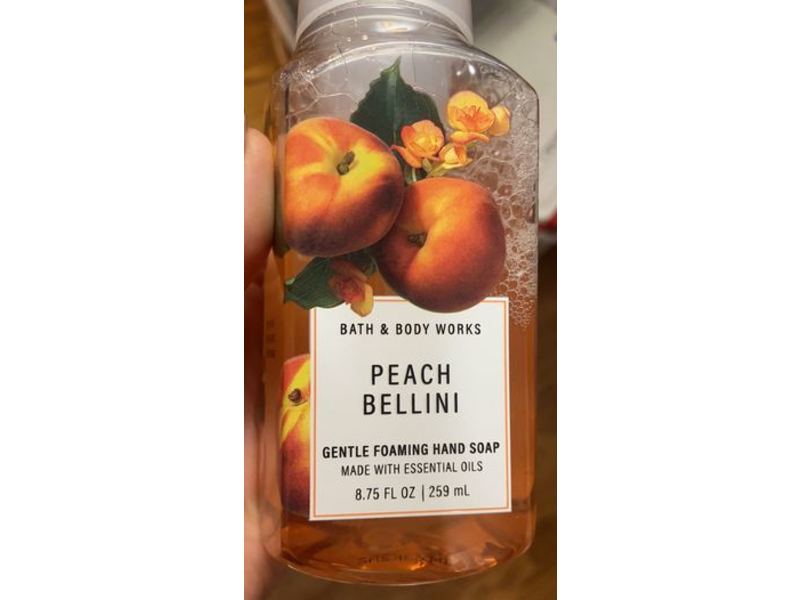 BATH & BODY WORKS
PEACH
BELLINI
GENTLE FOAMING HAND SOAP
MADE WITH ESSENTIAL OILS
8.75 FL OZ | 259 mL